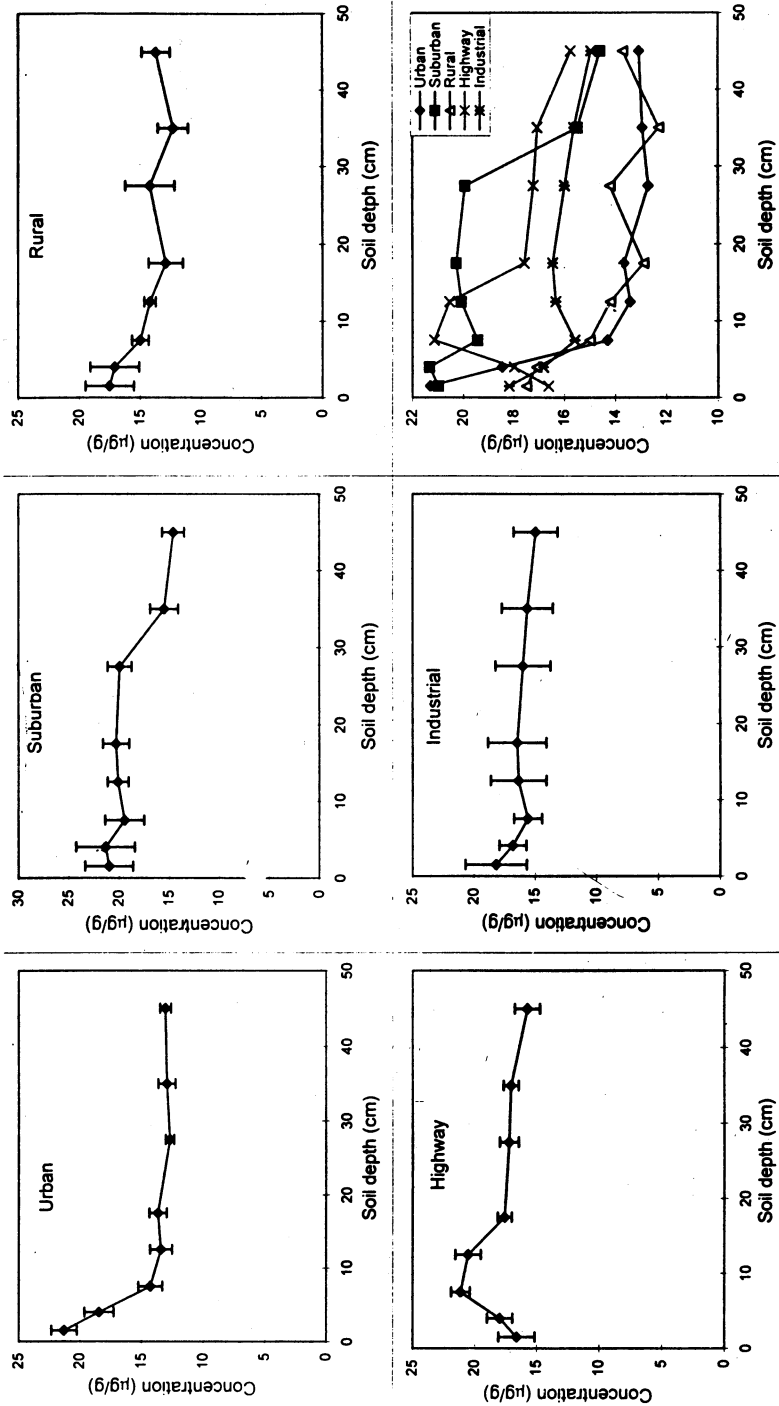 Urban
Concentration (µg/g)
25
20
15
10
5
0
0 10 20 30 40 50
Soil depth (cm)
Suburban
Concentration (µg/g)
30
25
20
15
10
5
0
0 10 20 30 40 50
Soil depth (cm)
Rural
Concentration (µg/g)
25
20
15
10
5
0
0 10 20 30 40 50
Soil detph (cm)
Highway
Concentration (µg/g)
25
20
15
10
5
0
0 10 20 30 40 50
Soil depth (cm)
Industrial
Concentration (µg/g)
25
20
15
10
5
0
0 10 20 30 40 50
Soil depth (cm)
Urban
Suburban
Rural
Highway
Industrial
Concentration (µg/g)
22
20
18
16
14
12
10
0 10 20 30 40 50
Soil depth (cm)